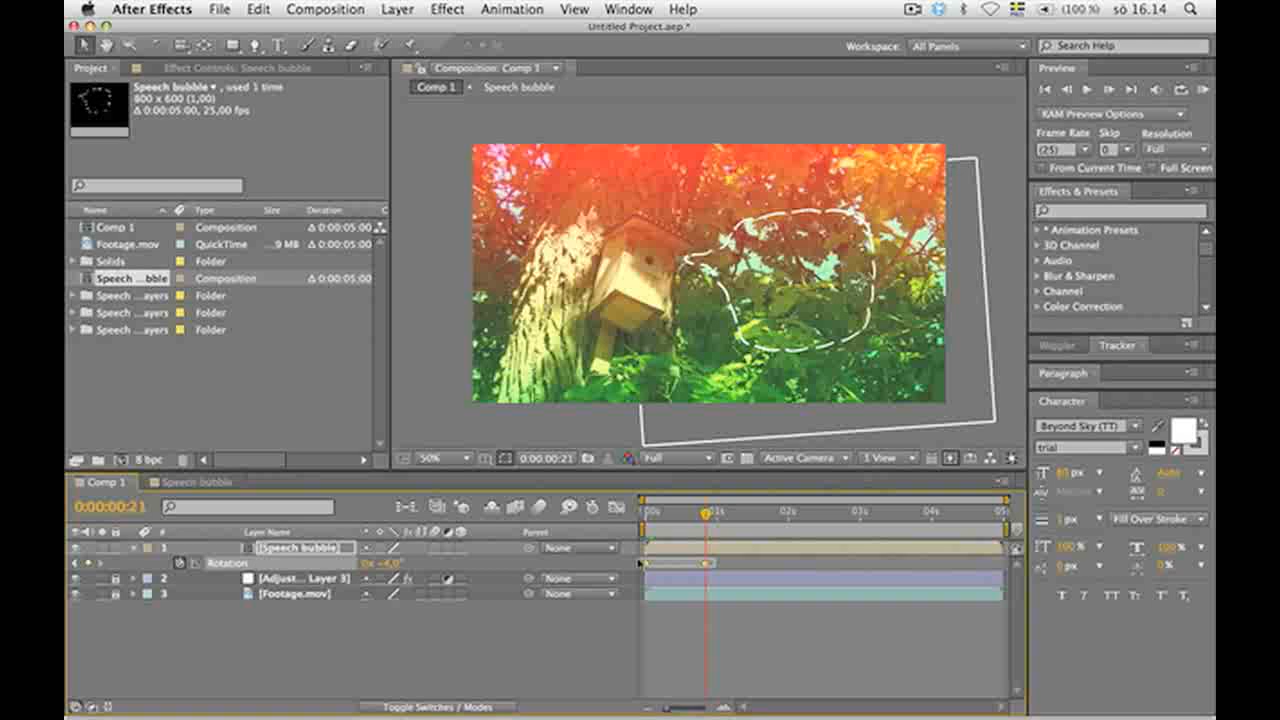 After Effects File Edit Composition Layer Effect Animation View Window Help (100 %) sö 16.14
Untitled Project.aep *
Workspace: All Panels Search Help
Project Effect Controls: Speech bubble Composition: Comp 1 Preview
Speech bubble , used 1 time Comp 1 Speech bubble
800 x 600 (1,00)
Δ 0:00:05:00, 25,00 fps
RAM Preview Options
Frame Rate Skip Resolution
(25) 0 Full
From Current Time Full Screen
Effects & Presets
Name Type Size Duration
Comp 1 Composition Δ 0:00:05:00
Footage.mov QuickTime ...9 MB Δ 0:00:05:00
Solids Folder
Speech ...bble Composition Δ 0:00:05:00
Speech ...ayers Folder
Speech ...ayers Folder
Speech ...ayers Folder
* Animation Presets
3D Channel
Audio
Blur & Sharpen
Channel
Color Correction
Wiggler Tracker
Paragraph
Character
Beyond Sky (TT)
trial
8 bpc 50% 0:00:00:21 Full Active Camera 1 View
Comp 1 Speech bubble
0:00:00:21
:00s 01s 02s 03s 04s 05s
# Layer Name Parent
1 [Speech bubble] None
Rotation 0x -4,0°
2 [Adjust... Layer 3] None
3 [Footage.mov] None
px Auto
Metrics 0
px Fill Over Stroke
100 % 100 %
0 px 0 %
T T TT Tt T' T,
Toggle Switches / Modes